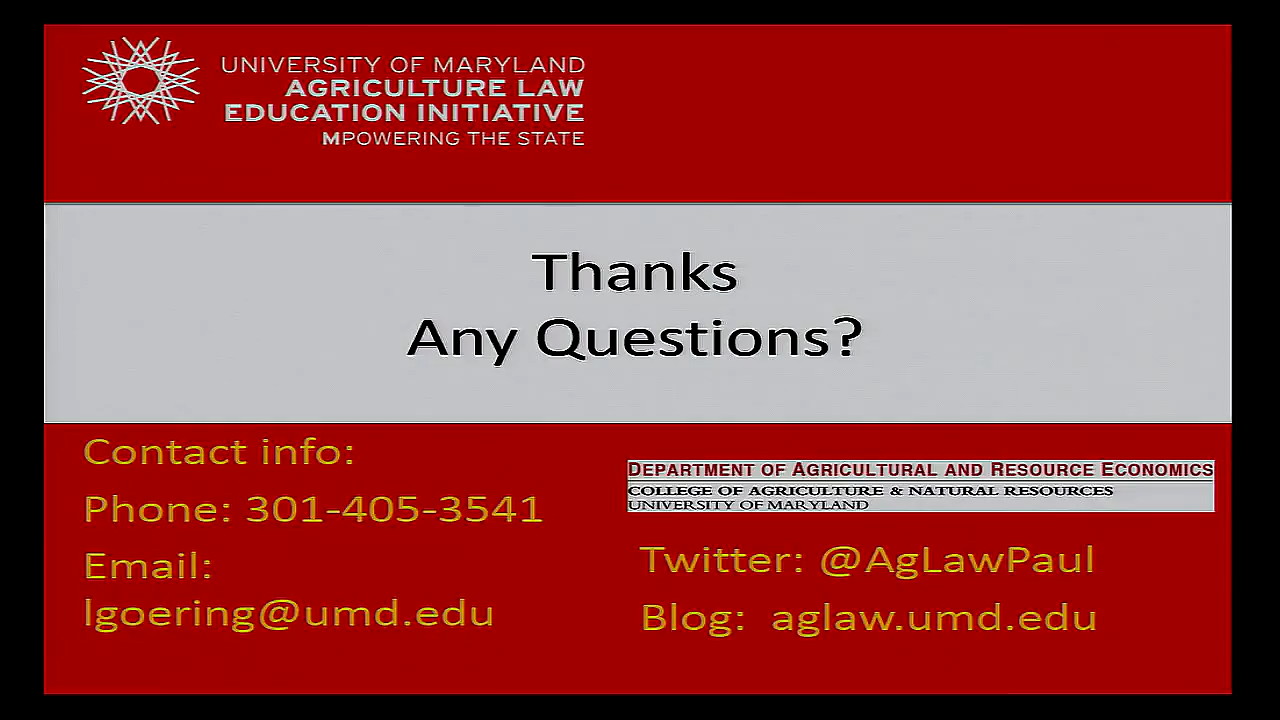 UNIVERSITY OF MARYLAND
AGRICULTURE LAW
EDUCATION INITIATIVE
MPOWERING THE STATE
Thanks
Any Questions?
Contact info:
Phone: 301-405-3541
Email:
lgoering@umd.edu
DEPARTMENT OF AGRICULTURAL AND RESOURCE ECONOMICS
COLLEGE OF AGRICULTURE & NATURAL RESOURCES
UNIVERSITY OF MARYLAND
Twitter: @AgLawPaul
Blog: aglaw.umd.edu